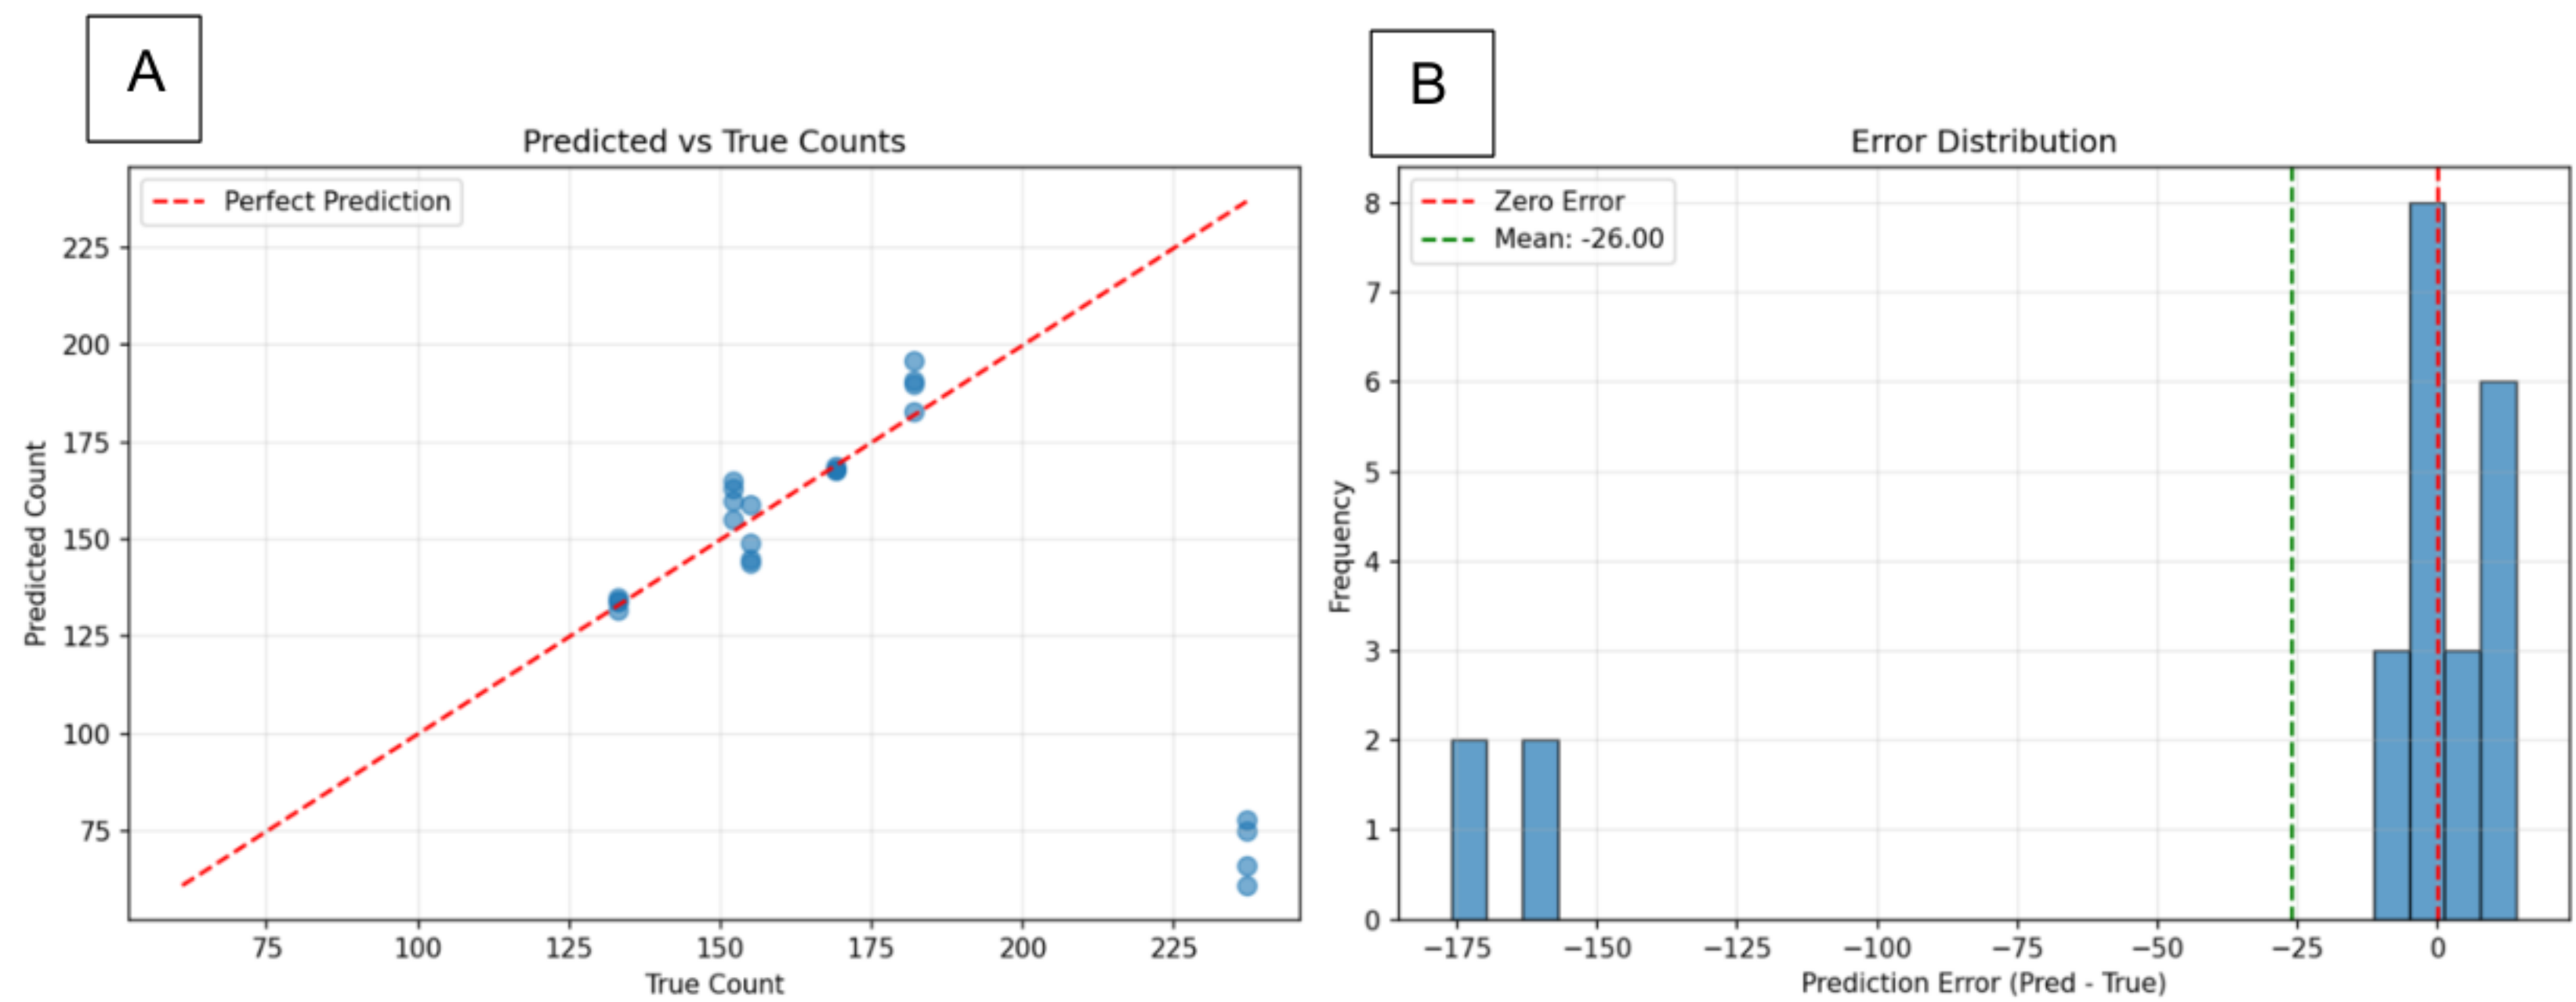 A
Predicted vs True Counts
Perfect Prediction
225
200
175
150
125
100
75
Predicted Count
75
100
125
150
175
200
225
True Count
B
Error Distribution
Zero Error
Mean: -26.00
8
7
6
5
4
3
2
1
0
Frequency
−175
−150
−125
−100
−75
−50
−25
0
Prediction Error (Pred - True)